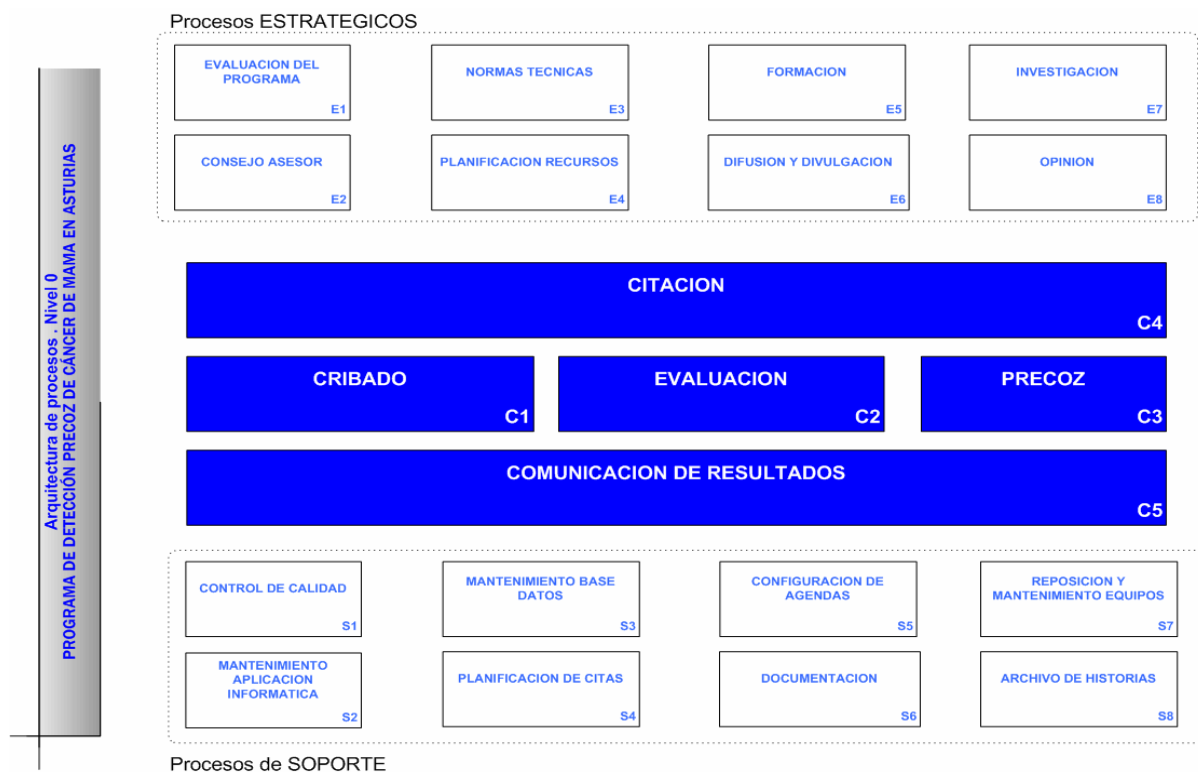 Procesos ESTRATEGICOS
Arquitectura de procesos . Nivel 0
PROGRAMA DE DETECCIÓN PRECOZ DE CÁNCER DE MAMA EN ASTURIAS
EVALUACION DEL
PROGRAMA
E1
NORMAS TECNICAS
E3
FORMACION
E5
INVESTIGACION
E7
CONSEJO ASESOR
E2
PLANIFICACION RECURSOS
E4
DIFUSION Y DIVULGACION
E6
OPINION
E8
CITACION
C4
CRIBADO
C1
EVALUACION
C2
PRECOZ
C3
COMUNICACION DE RESULTADOS
C5
CONTROL DE CALIDAD
S1
MANTENIMIENTO BASE
DATOS
S3
CONFIGURACION DE
AGENDAS
S5
REPOSICION Y
MANTENIMIENTO EQUIPOS
S7
MANTENIMIENTO
APLICACION
INFORMATICA
S2
PLANIFICACION DE CITAS
S4
DOCUMENTACION
S6
ARCHIVO DE HISTORIAS
S8
Procesos de SOPORTE